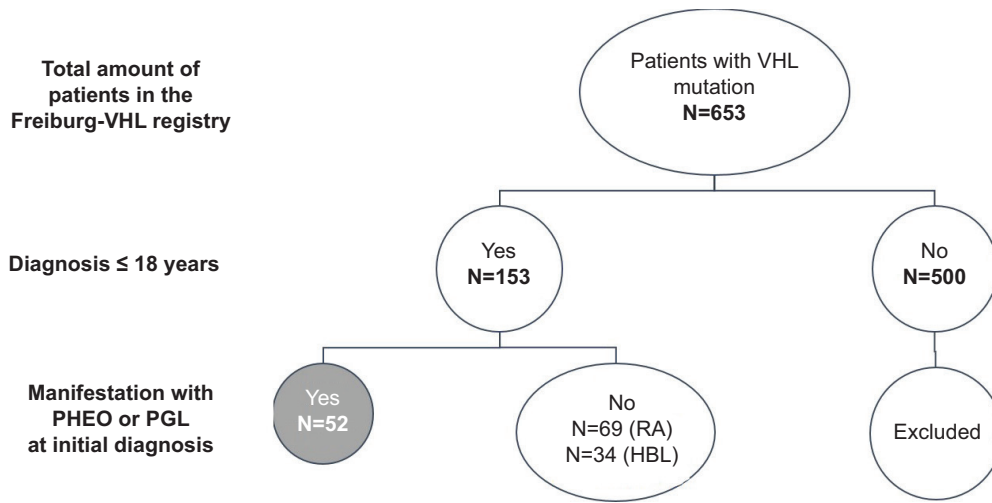 Total amount of
patients in the
Freiburg-VHL registry
Patients with VHL
mutation
N=653
Diagnosis ≤ 18 years
Yes
N=153
No
N=500
Manifestation with
PHEO or PGL
at initial diagnosis
Yes
N=52
No
N=69 (RA)
N=34 (HBL)
Excluded